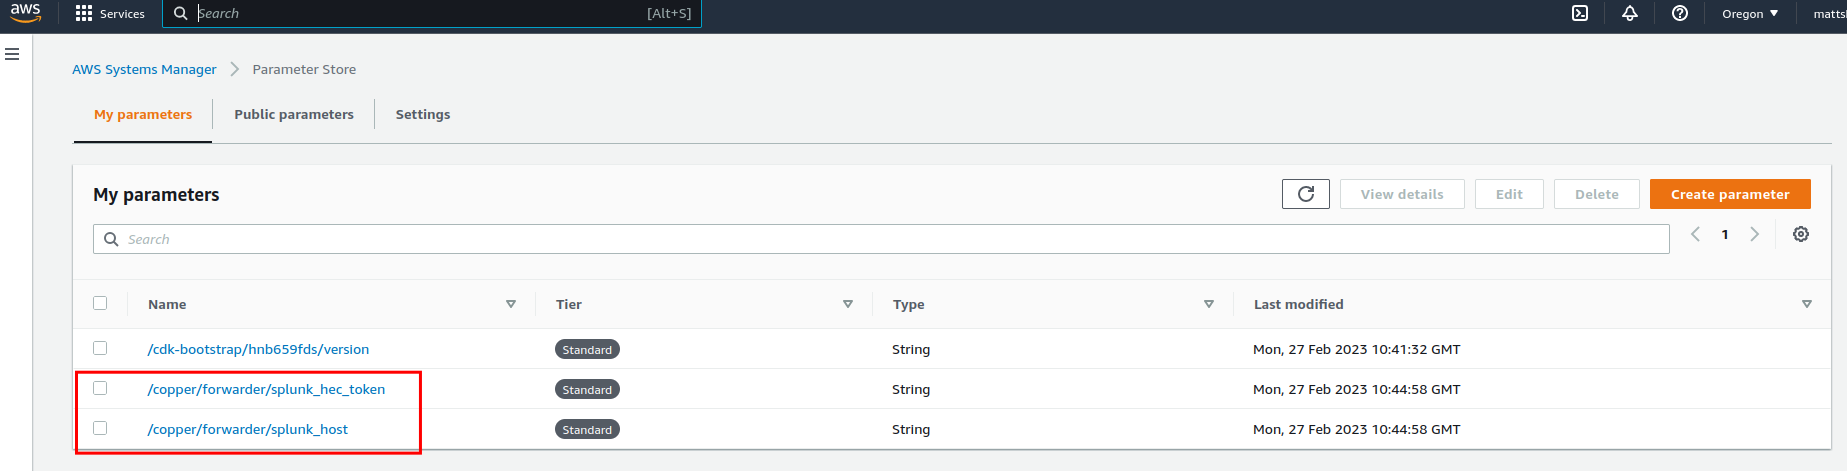 aws Services Search [Alt+S] Oregon
AWS Systems Manager Parameter Store
My parameters Public parameters Settings
My parameters View details Edit Delete Create parameter
Search 1
Name Tier Type Last modified
/cdk-bootstrap/hnb659fds/version Standard String Mon, 27 Feb 2023 10:41:32 GMT
/copper/forwarder/splunk_hec_token Standard String Mon, 27 Feb 2023 10:44:58 GMT
/copper/forwarder/splunk_host Standard String Mon, 27 Feb 2023 10:44:58 GMT